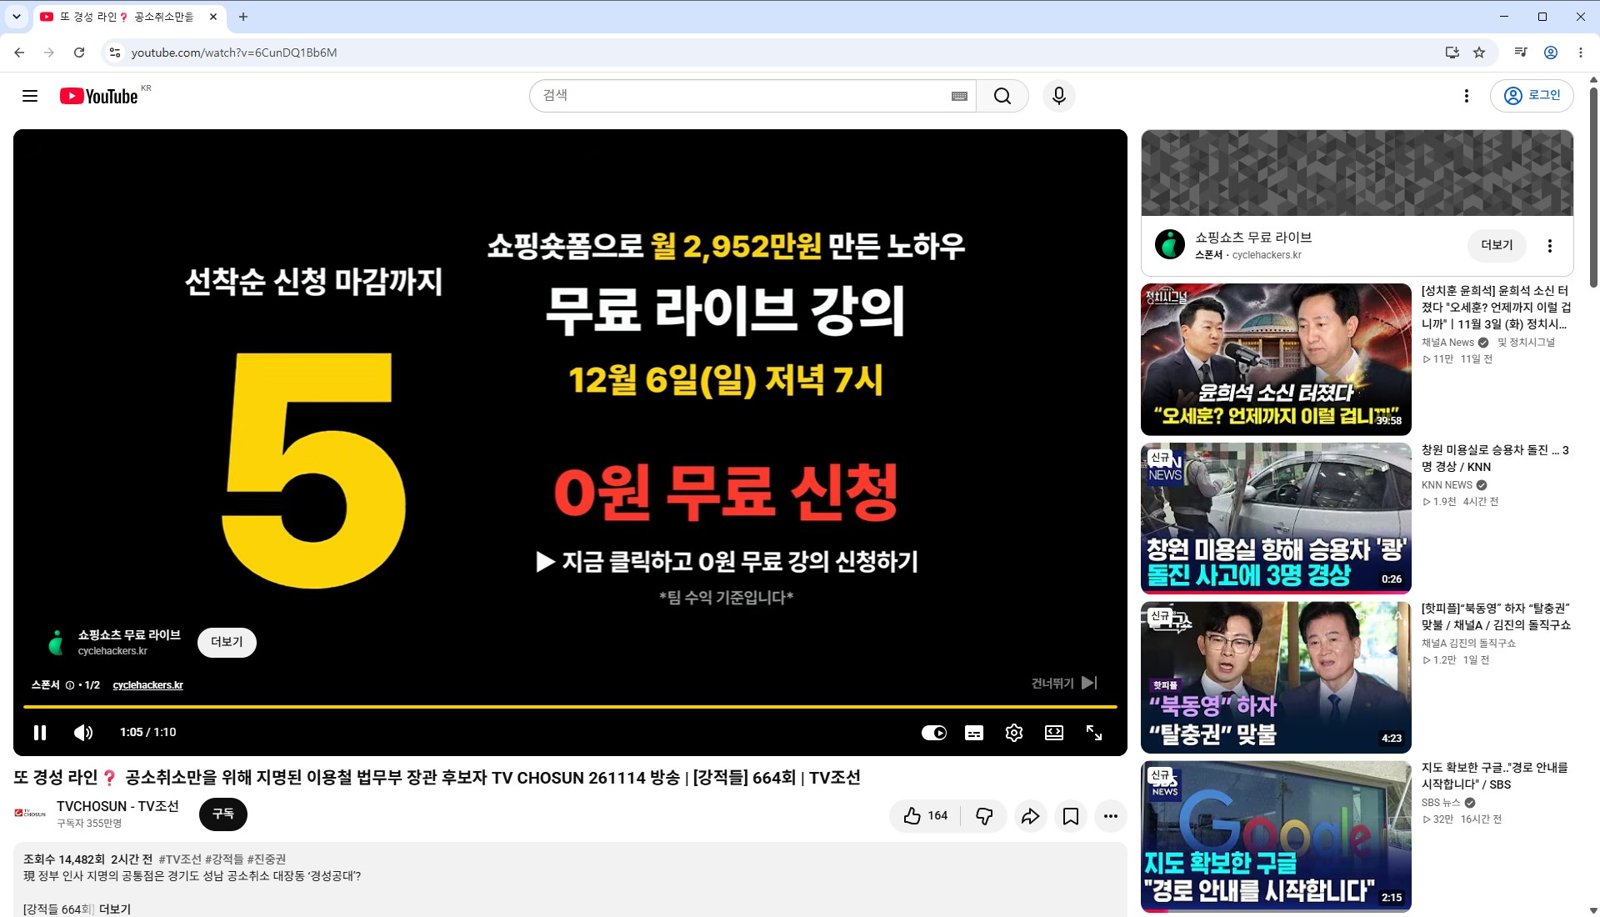 또 경성 라인❓ 공소취소만을
youtube.com/watch?v=6CunDQ1Bb6M
YouTube KR
검색
로그인
선착순 신청 마감까지
5
쇼핑숏폼으로 월 2,952만원 만든 노하우
무료 라이브 강의
12월 6일(일) 저녁 7시
0원 무료 신청
▶ 지금 클릭하고 0원 무료 강의 신청하기
*팀 수익 기준입니다*
쇼핑쇼츠 무료 라이브
cyclehackers.kr
더보기
스폰서 ⓘ • 1/2 cyclehackers.kr
건너뛰기
1:05 / 1:10
또 경성 라인❓ 공소취소만을 위해 지명된 이용철 법무부 장관 후보자 TV CHOSUN 261114 방송 | [강적들] 664회 | TV조선
TV CHOSUN
TVCHOSUN - TV조선
구독자 355만명
구독
164
조회수 14,482회 2시간 전 #TV조선 #강적들 #진중권
現 정부 인사 지명의 공통점은 경기도 성남 공소취소 대장동 ‘경성공대’?
[강적들 664회] 더보기
쇼핑쇼츠 무료 라이브
스폰서 · cyclehackers.kr
더보기
정치시그널
윤희석 소신 터졌다
“오세훈? 언제까지 이럴 겁니까”
39:58
[성치훈 윤희석] 윤희석 소신 터
졌다 "오세훈? 언제까지 이럴 겁
니까"ㅣ11월 3일 (화) 정치시...
채널A News 및 정치시그널
11만 11일 전
신규
NEWS
창원 미용실 향해 승용차 '쾅'
돌진 사고에 3명 경상
0:26
창원 미용실로 승용차 돌진 ... 3
명 경상 / KNN
KNN NEWS
1.9천 4시간 전
신규
핫피플
“북동영” 하자
“탈충권” 맞불
4:23
[핫피플]“북동영” 하자 “탈충권”
맞불 / 채널A / 김진의 돌직구쇼
채널A 김진의 돌직구쇼
1.2만 1일 전
신규
SBS
NEWS
Google
지도 확보한 구글
"경로 안내를 시작합니다"
2:15
지도 확보한 구글.."경로 안내를
시작합니다" / SBS
SBS 뉴스
32만 16시간 전